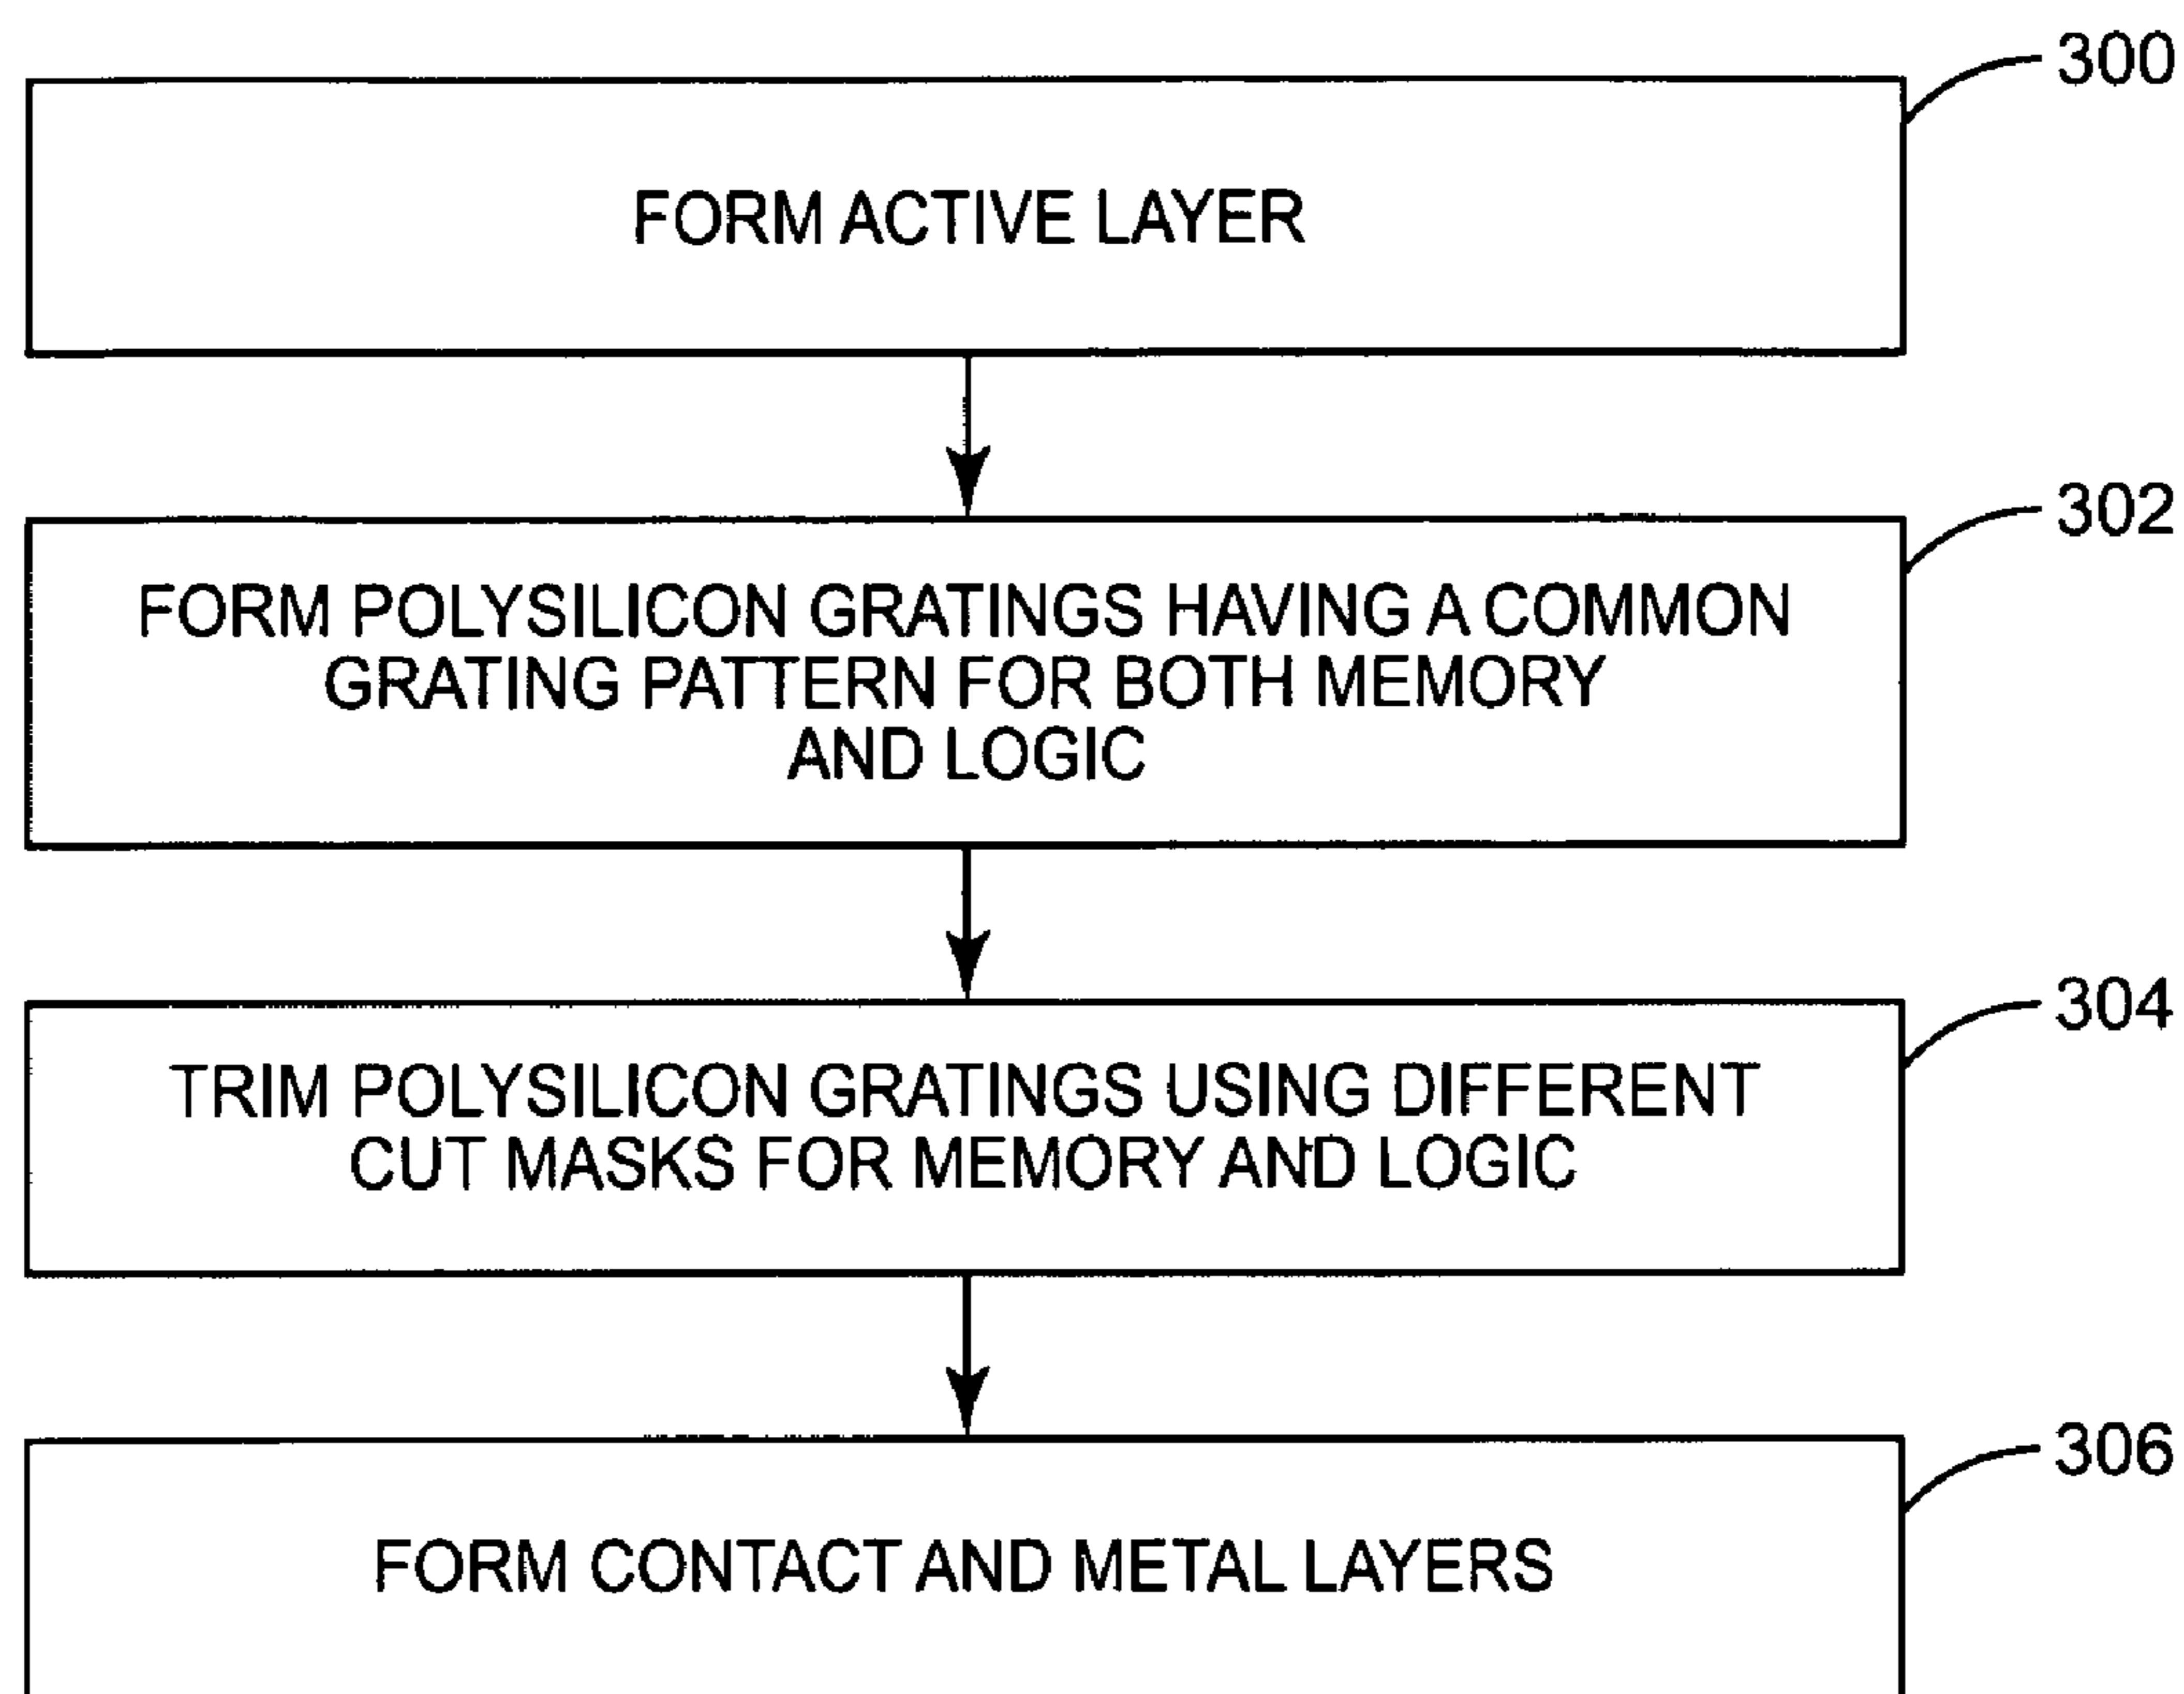 300
FORM ACTIVE LAYER
302
FORM POLYSILICON GRATINGS HAVING A COMMON
GRATING PATTERN FOR BOTH MEMORY
AND LOGIC
304
TRIM POLYSILICON GRATINGS USING DIFFERENT
CUT MASKS FOR MEMORY AND LOGIC
306
FORM CONTACT AND METAL LAYERS